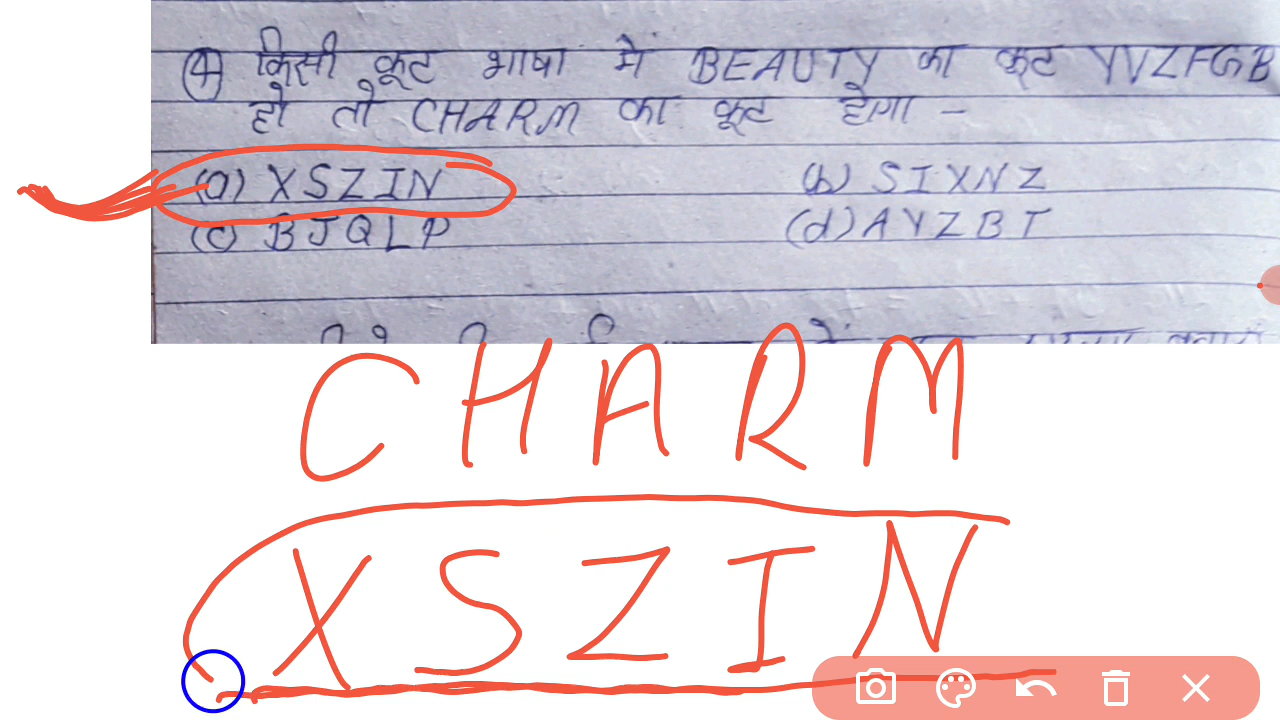 (4) किसी कूट भाषा मे BEAUTY का कूट YVZFGB
हो तो CHARM का कूट होगा -
(a) XSZIN (b) SIXNZ
(c) BJQLP (d) AYZBT
CHARM
XSZIN